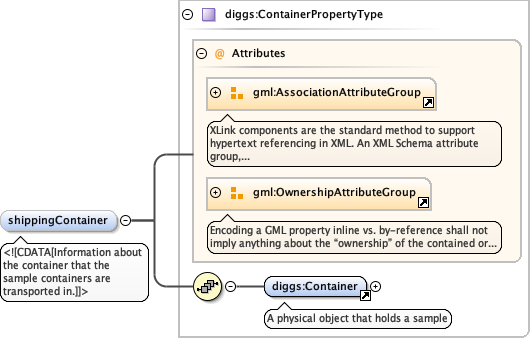 diggs:ContainerPropertyType
@ Attributes
gml:AssociationAttributeGroup
XLink components are the standard method to support
hypertext referencing in XML. An XML Schema attribute
group,...
gml:OwnershipAttributeGroup
Encoding a GML property inline vs. by-reference shall not
imply anything about the “ownership” of the contained or...
shippingContainer
<![CDATA[Information about
the container that the
sample containers are
transported in.]]>
diggs:Container
A physical object that holds a sample